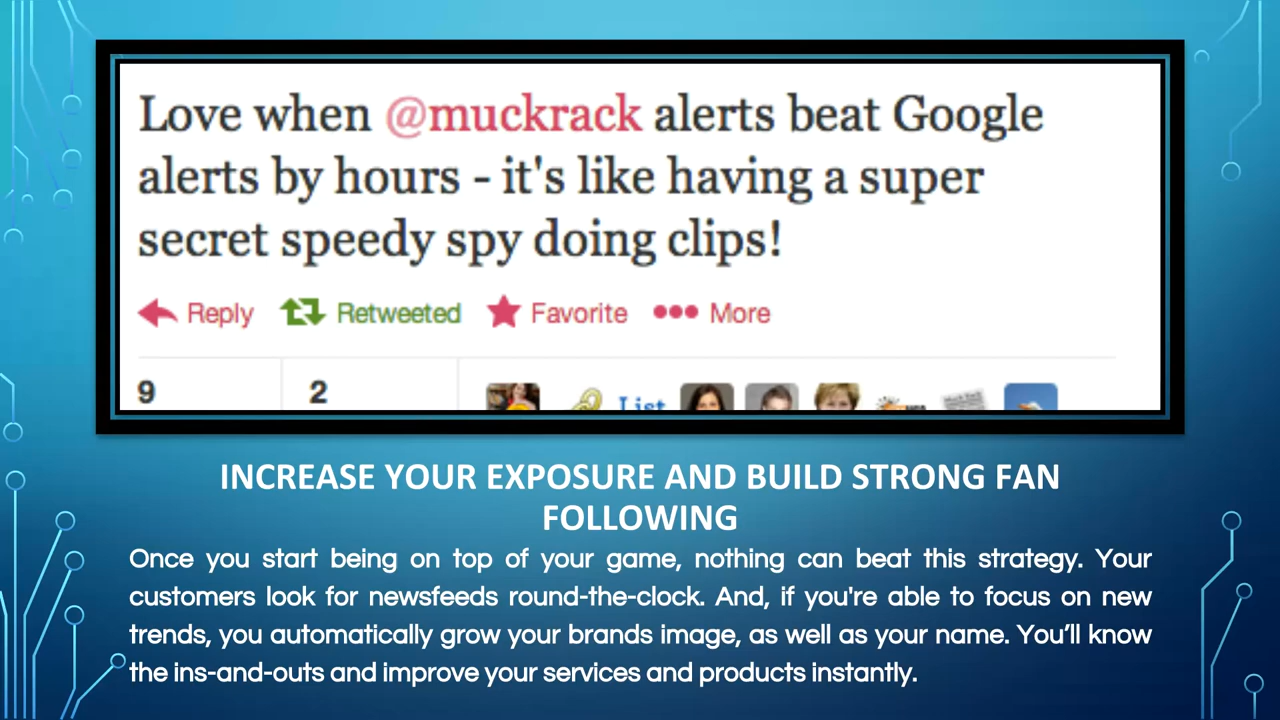 Love when @muckrack alerts beat Google
alerts by hours - it's like having a super
secret speedy spy doing clips!
Reply Retweeted Favorite More
9 2 List
INCREASE YOUR EXPOSURE AND BUILD STRONG FAN
FOLLOWING
Once you start being on top of your game, nothing can beat this strategy. Your
customers look for newsfeeds round-the-clock. And, if you're able to focus on new
trends, you automatically grow your brands image, as well as your name. You’ll know
the ins-and-outs and improve your services and products instantly.